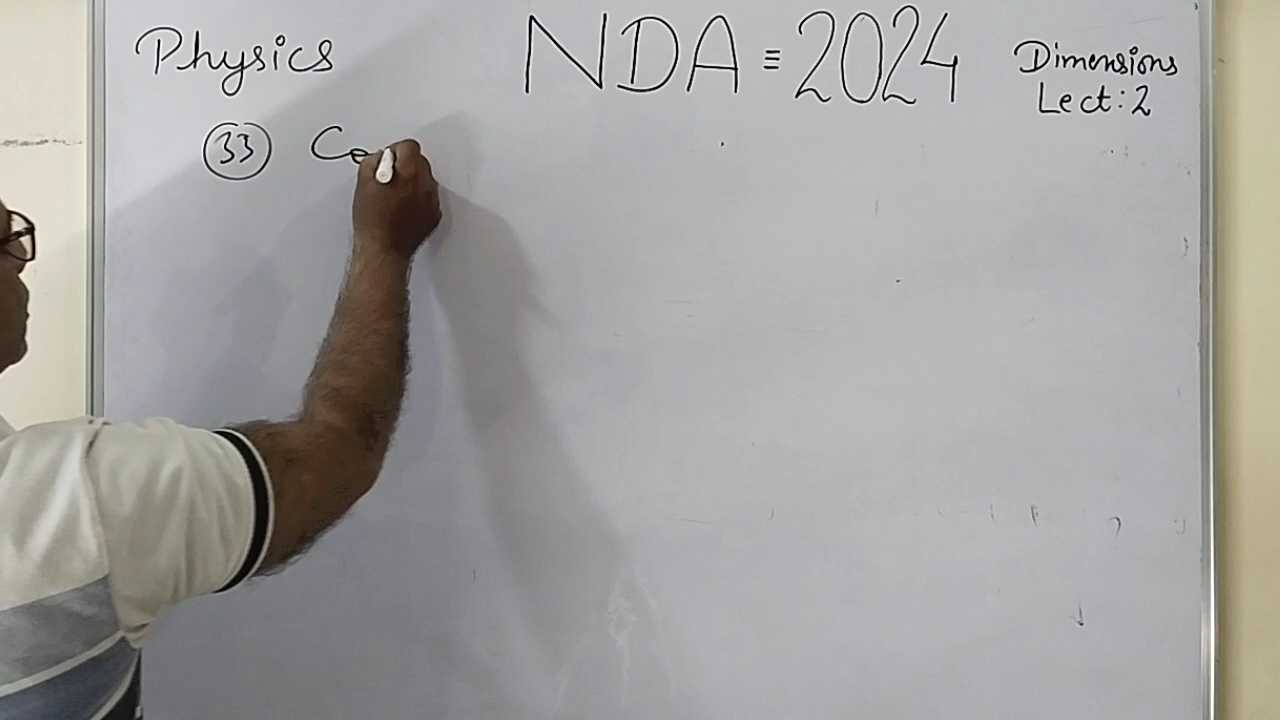 Physics
NDA ≡ 2024
Dimensions
Lect: 2
(33)